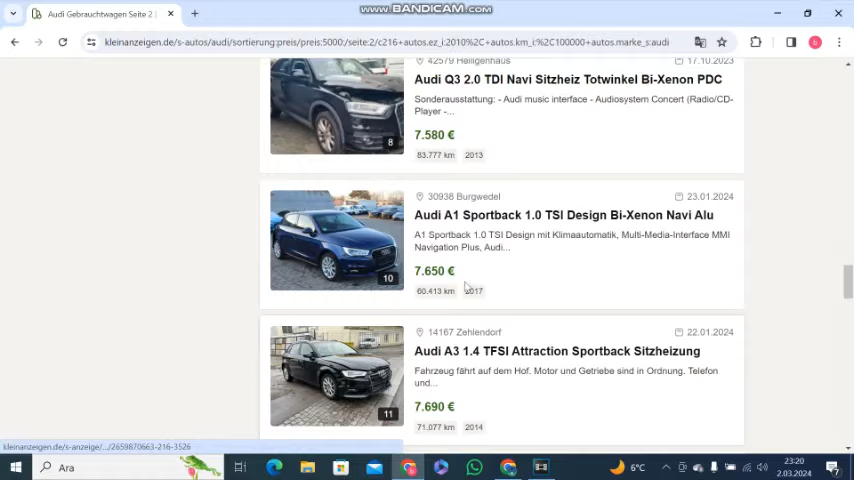 www.BANDICAM.com
Audi Gebrauchtwagen Seite 2 |
kleinanzeigen.de/s-autos/audi/sortierung:preis/preis:5000:/seite:2/c216+autos.ez_i:2010%2C+autos.km_i:%2C100000+autos.marke_s:audi
42579 Heiligenhaus
17.10.2023
Audi Q3 2.0 TDI Navi Sitzheiz Totwinkel Bi-Xenon PDC
Sonderausstattung: - Audi music interface - Audiosystem Concert (Radio/CD-
Player -...
7.580 €
83.777 km
2013
8
30938 Burgwedel
23.01.2024
Audi A1 Sportback 1.0 TSI Design Bi-Xenon Navi Alu
A1 Sportback 1.0 TSI Design mit Klimaautomatik, Multi-Media-Interface MMI
Navigation Plus, Audi...
7.650 €
60.413 km
2017
10
14167 Zehlendorf
22.01.2024
Audi A3 1.4 TFSI Attraction Sportback Sitzheizung
Fahrzeug fährt auf dem Hof. Motor und Getriebe sind in Ordnung. Telefon
und...
7.690 €
71.077 km
2014
11
kleinanzeigen.de/s-anzeige/.../2659870663-216-3526
Ara
6°C
23:20
2.03.2024
7